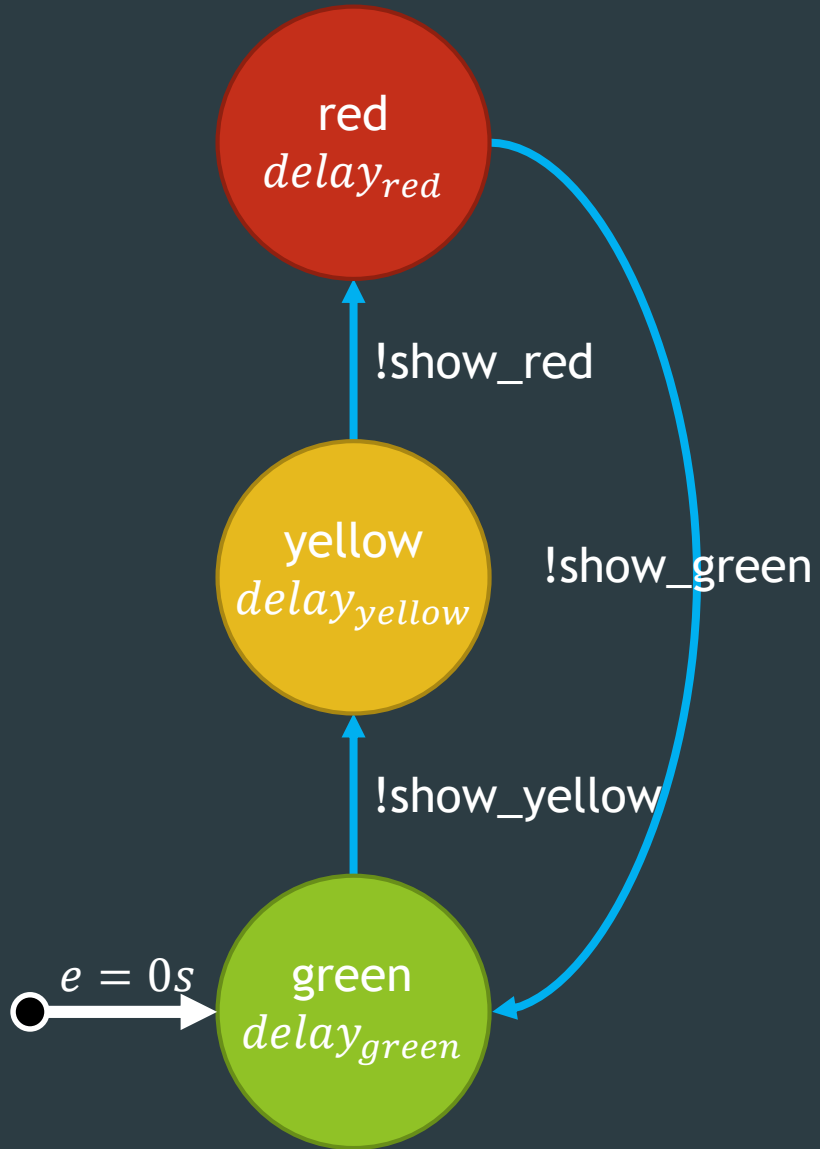 red
delay_red
!show_red
yellow
delay_yellow
!show_green
!show_yellow
e = 0s
green
delay_green